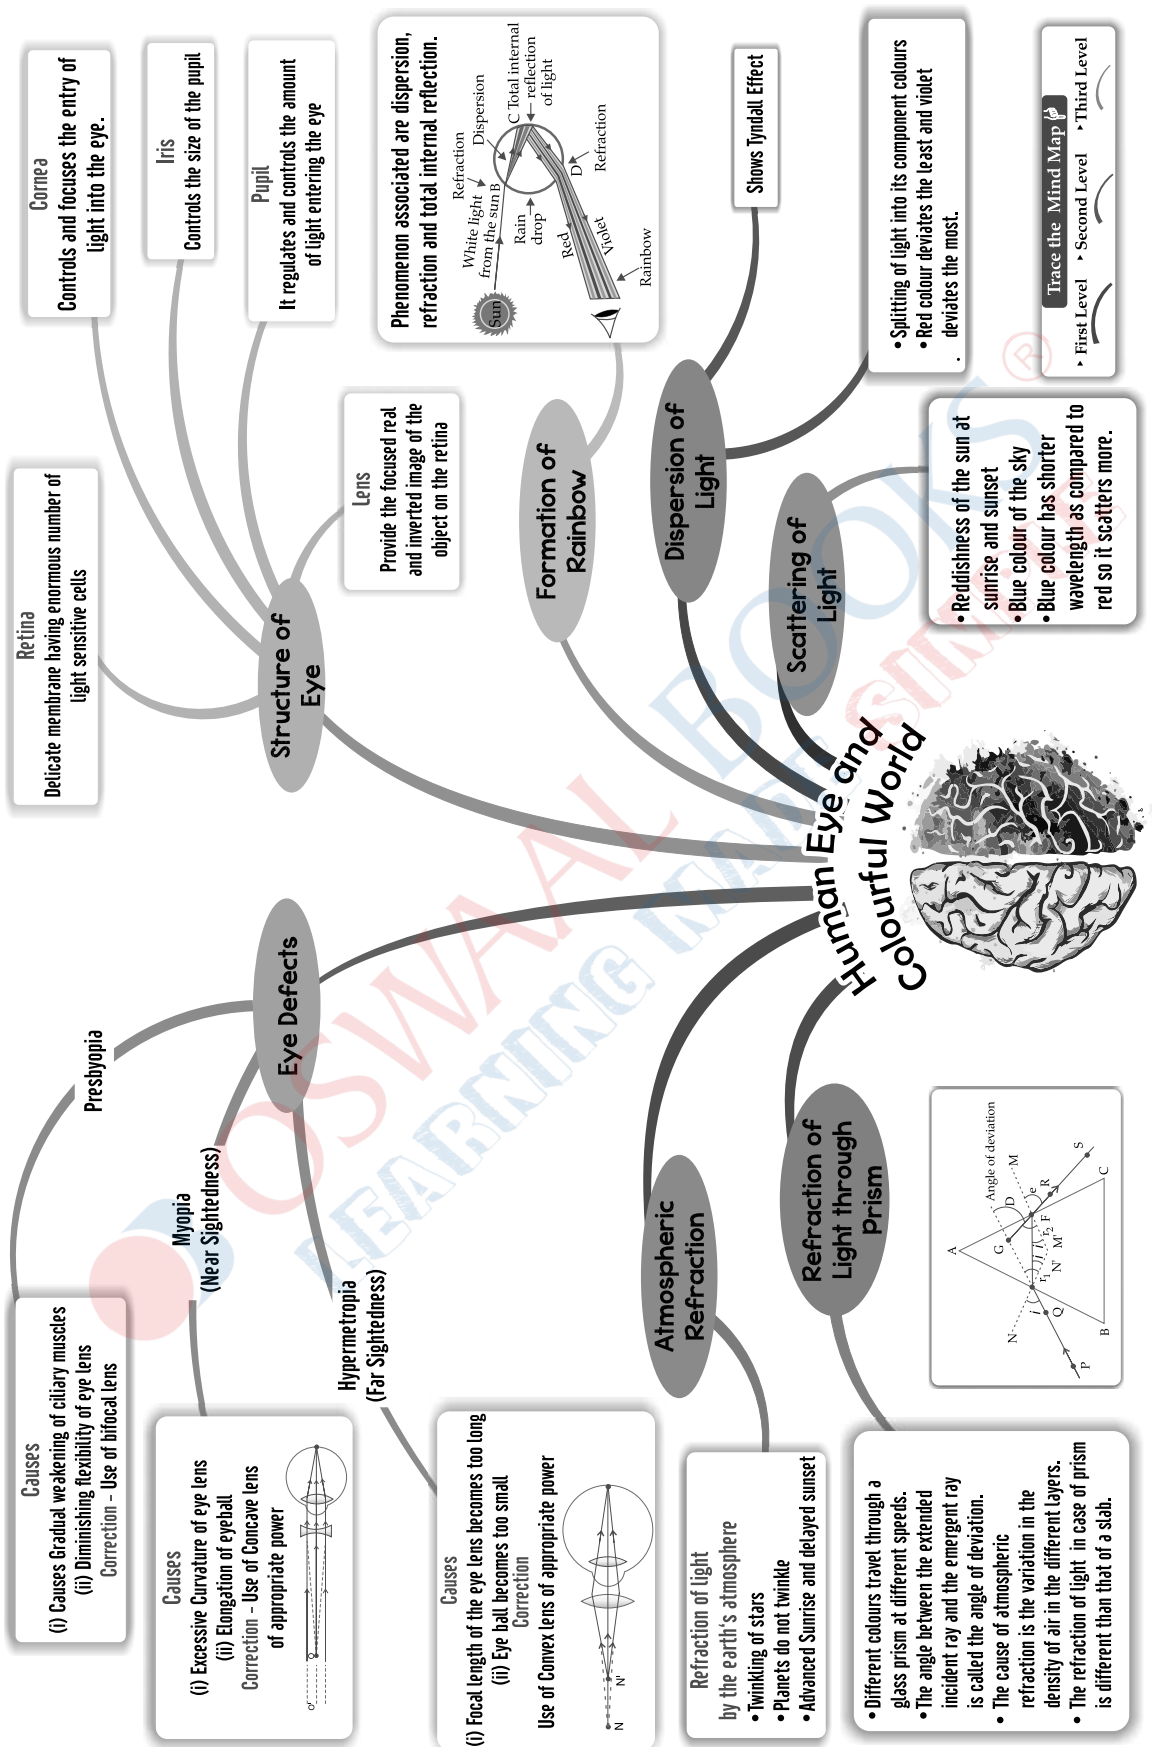 Human Eye and
Colourful World
Structure of
Eye
Retina
Delicate membrane having enormous number of
light sensitive cells
Cornea
Controls and focuses the entry of
light into the eye.
Iris
Controls the size of the pupil
Pupil
It regulates and controls the amount
of light entering the eye
Lens
Provide the focused real
and inverted image of the
object on the retina
Formation of
Rainbow
Phenomenon associated are dispersion,
refraction and total internal reflection.
Sun
White light
from the sun
Refraction
B
Dispersion
C Total internal
reflection
of light
Rain
drop
D
Refraction
Red
Violet
Rainbow
Dispersion of
Light
Shows Tyndall Effect
• Splitting of light into its component colours
• Red colour deviates the least and violet
deviates the most.
.
Scattering of
Light
• Reddishness of the sun at
sunrise and sunset
• Blue colour of the sky
• Blue colour has shorter
wavelength as compared to
red so it scatters more.
Trace the Mind Map
First Level
Second Level
Third Level
Eye Defects
Presbyopia
Causes
(i) Causes Gradual weakening of ciliary muscles
(ii) Diminishing flexibility of eye lens
Correction – Use of bifocal lens
Myopia
(Near Sightedness)
Causes
(i) Excessive Curvature of eye lens
(ii) Elongation of eyeball
Correction – Use of Concave lens
of appropriate power
O'
O
Hypermetropia
(Far Sightedness)
Causes
(i) Focal length of the eye lens becomes too long
(ii) Eye ball becomes too small
Correction
Use of Convex lens of appropriate power
N
N'
Atmospheric
Refraction
Refraction of light
by the earth's atmosphere
• Twinking of stars
• Planets do not twinkle
• Advanced Sunrise and delayed sunset
Refraction of
Light through
Prism
• Different colours travel through a
glass prism at different speeds.
• The angle between the extended
incident ray and the emergent ray
is called the angle of deviation.
• The cause of atmospheric
refraction is the variation in the
density of air in the different layers.
• The refraction of light in case of prism
is different than that of a slab.
A
Angle of deviation
G
D
M
N
i
e
Q
r1
N'
M'
r2
F
R
S
P
B
C
OSWAAL BOOKS®
LEARNING MADE SIMPLE